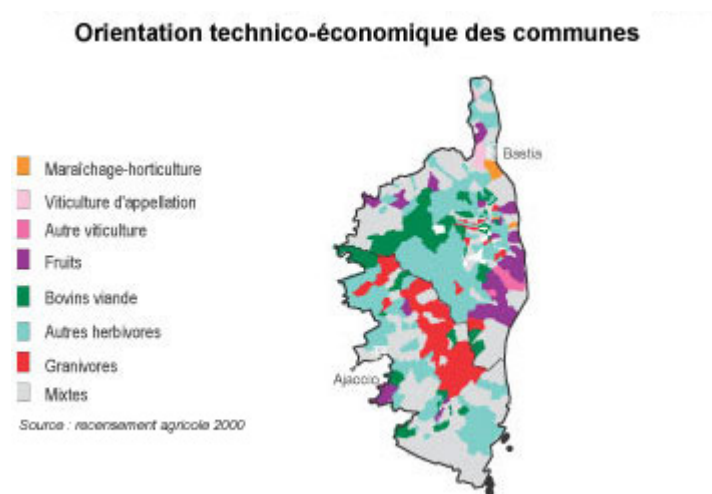 Orientation technico-économique des communes
Bastia
Maraîchage-horticulture
Viticulture d'appellation
Autre viticulture
Fruits
Bovins viande
Autres herbivores
Granivores
Ajaccio
Mixtes
Source : recensement agricole 2000